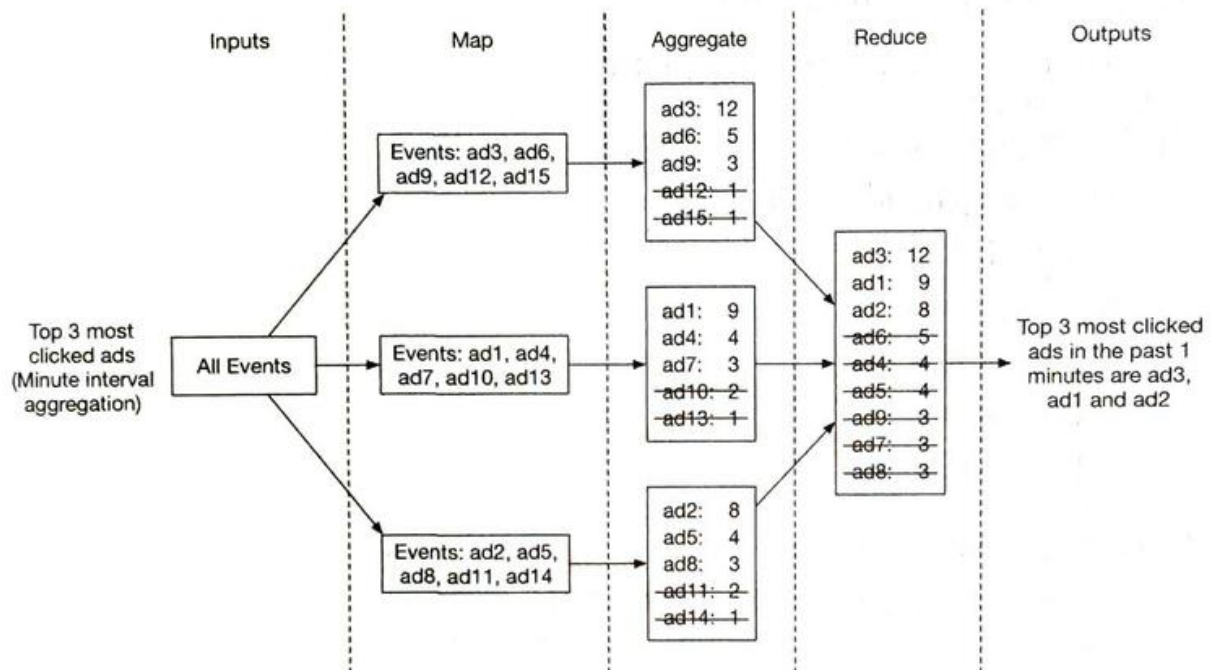 Inputs
Map
Aggregate
Reduce
Outputs
Top 3 most
clicked ads
(Minute interval
aggregation)
All Events
Events: ad3, ad6,
ad9, ad12, ad15
Events: ad1, ad4,
ad7, ad10, ad13
Events: ad2, ad5,
ad8, ad11, ad14
ad3: 12
ad6: 5
ad9: 3
ad12: 1
ad15: 1
ad1: 9
ad4: 4
ad7: 3
ad10: 2
ad13: 1
ad2: 8
ad5: 4
ad8: 3
ad11: 2
ad14: 1
ad3: 12
ad1: 9
ad2: 8
ad6: 5
ad4: 4
ad5: 4
ad9: 3
ad7: 3
ad8: 3
Top 3 most clicked
ads in the past 1
minutes are ad3,
ad1 and ad2